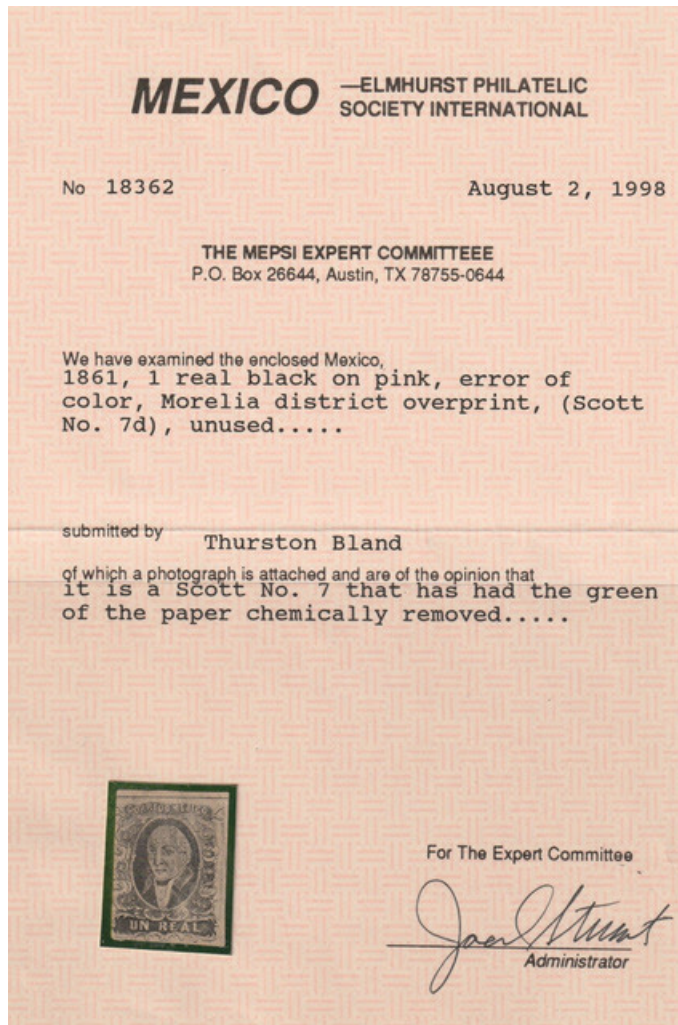 MEXICO —ELMHURST PHILATELIC
SOCIETY INTERNATIONAL
No 18362 August 2, 1998
THE MEPSI EXPERT COMMITTEEE
P.O. Box 26644, Austin, TX 78755-0644
We have examined the enclosed Mexico,
1861, 1 real black on pink, error of
color, Morelia district overprint, (Scott
No. 7d), unused.....
submitted by Thurston Bland
of which a photograph is attached and are of the opinion that
it is a Scott No. 7 that has had the green
of the paper chemically removed.....
UN REAL
For The Expert Committee
Administrator